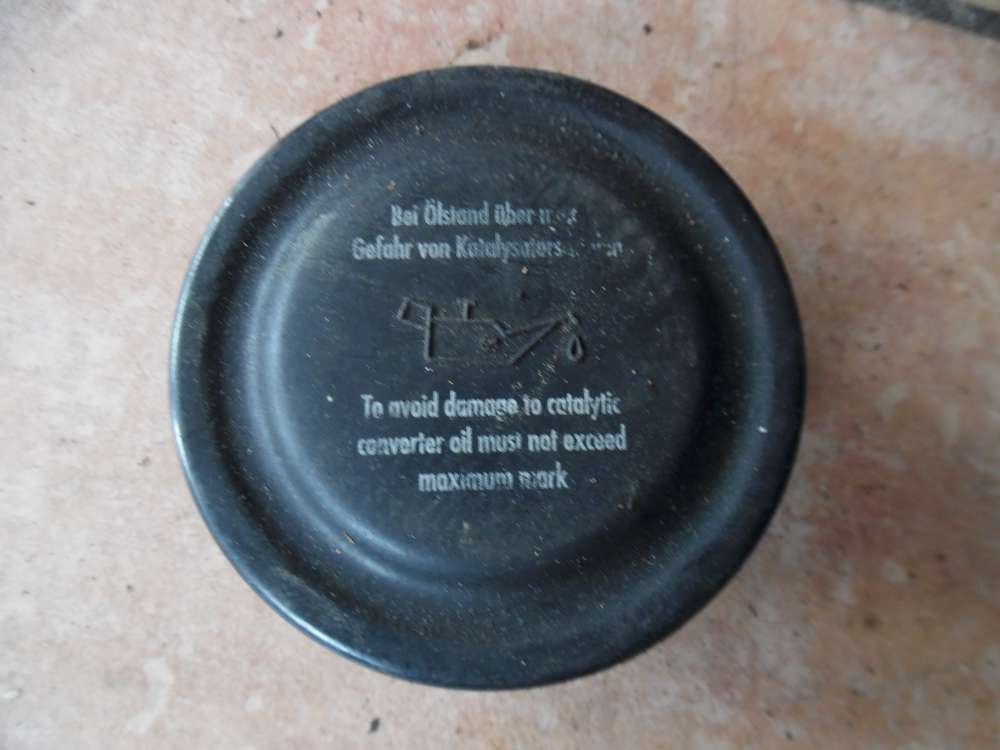 Bei Ölstand über
Gefahr von
To avoid damage to catalytic
converter oil must not exceed
maximum mark